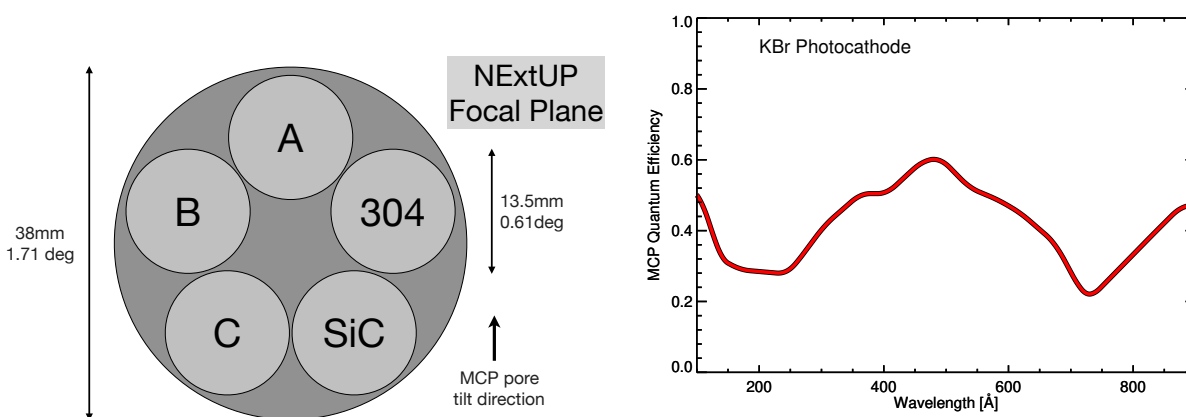 NExtUP
Focal Plane
A
B
304
C
SiC
38mm
1.71 deg
13.5mm
0.61deg
MCP pore
tilt direction
KBr Photocathode
MCP Quantum Efficiency
1.0
0.8
0.6
0.4
0.2
0.0
200
400
600
800
Wavelength [Å]